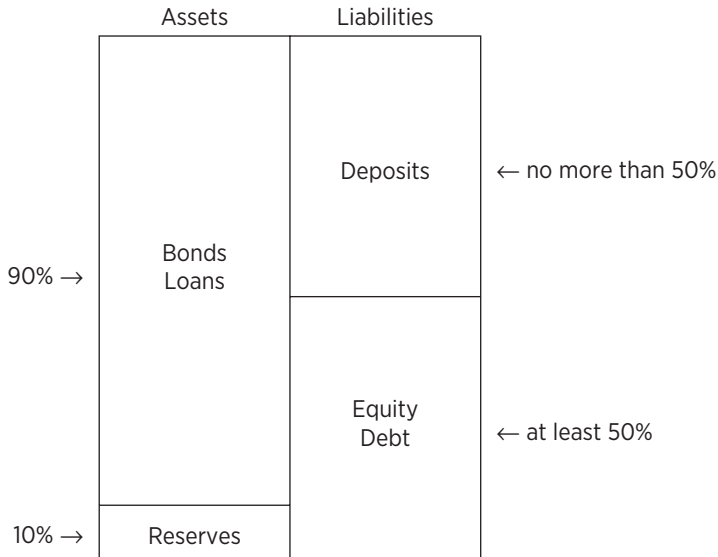 Assets Liabilities
Deposits
← no more than 50%
Bonds
Loans
90% →
Equity
Debt
← at least 50%
10% →
Reserves